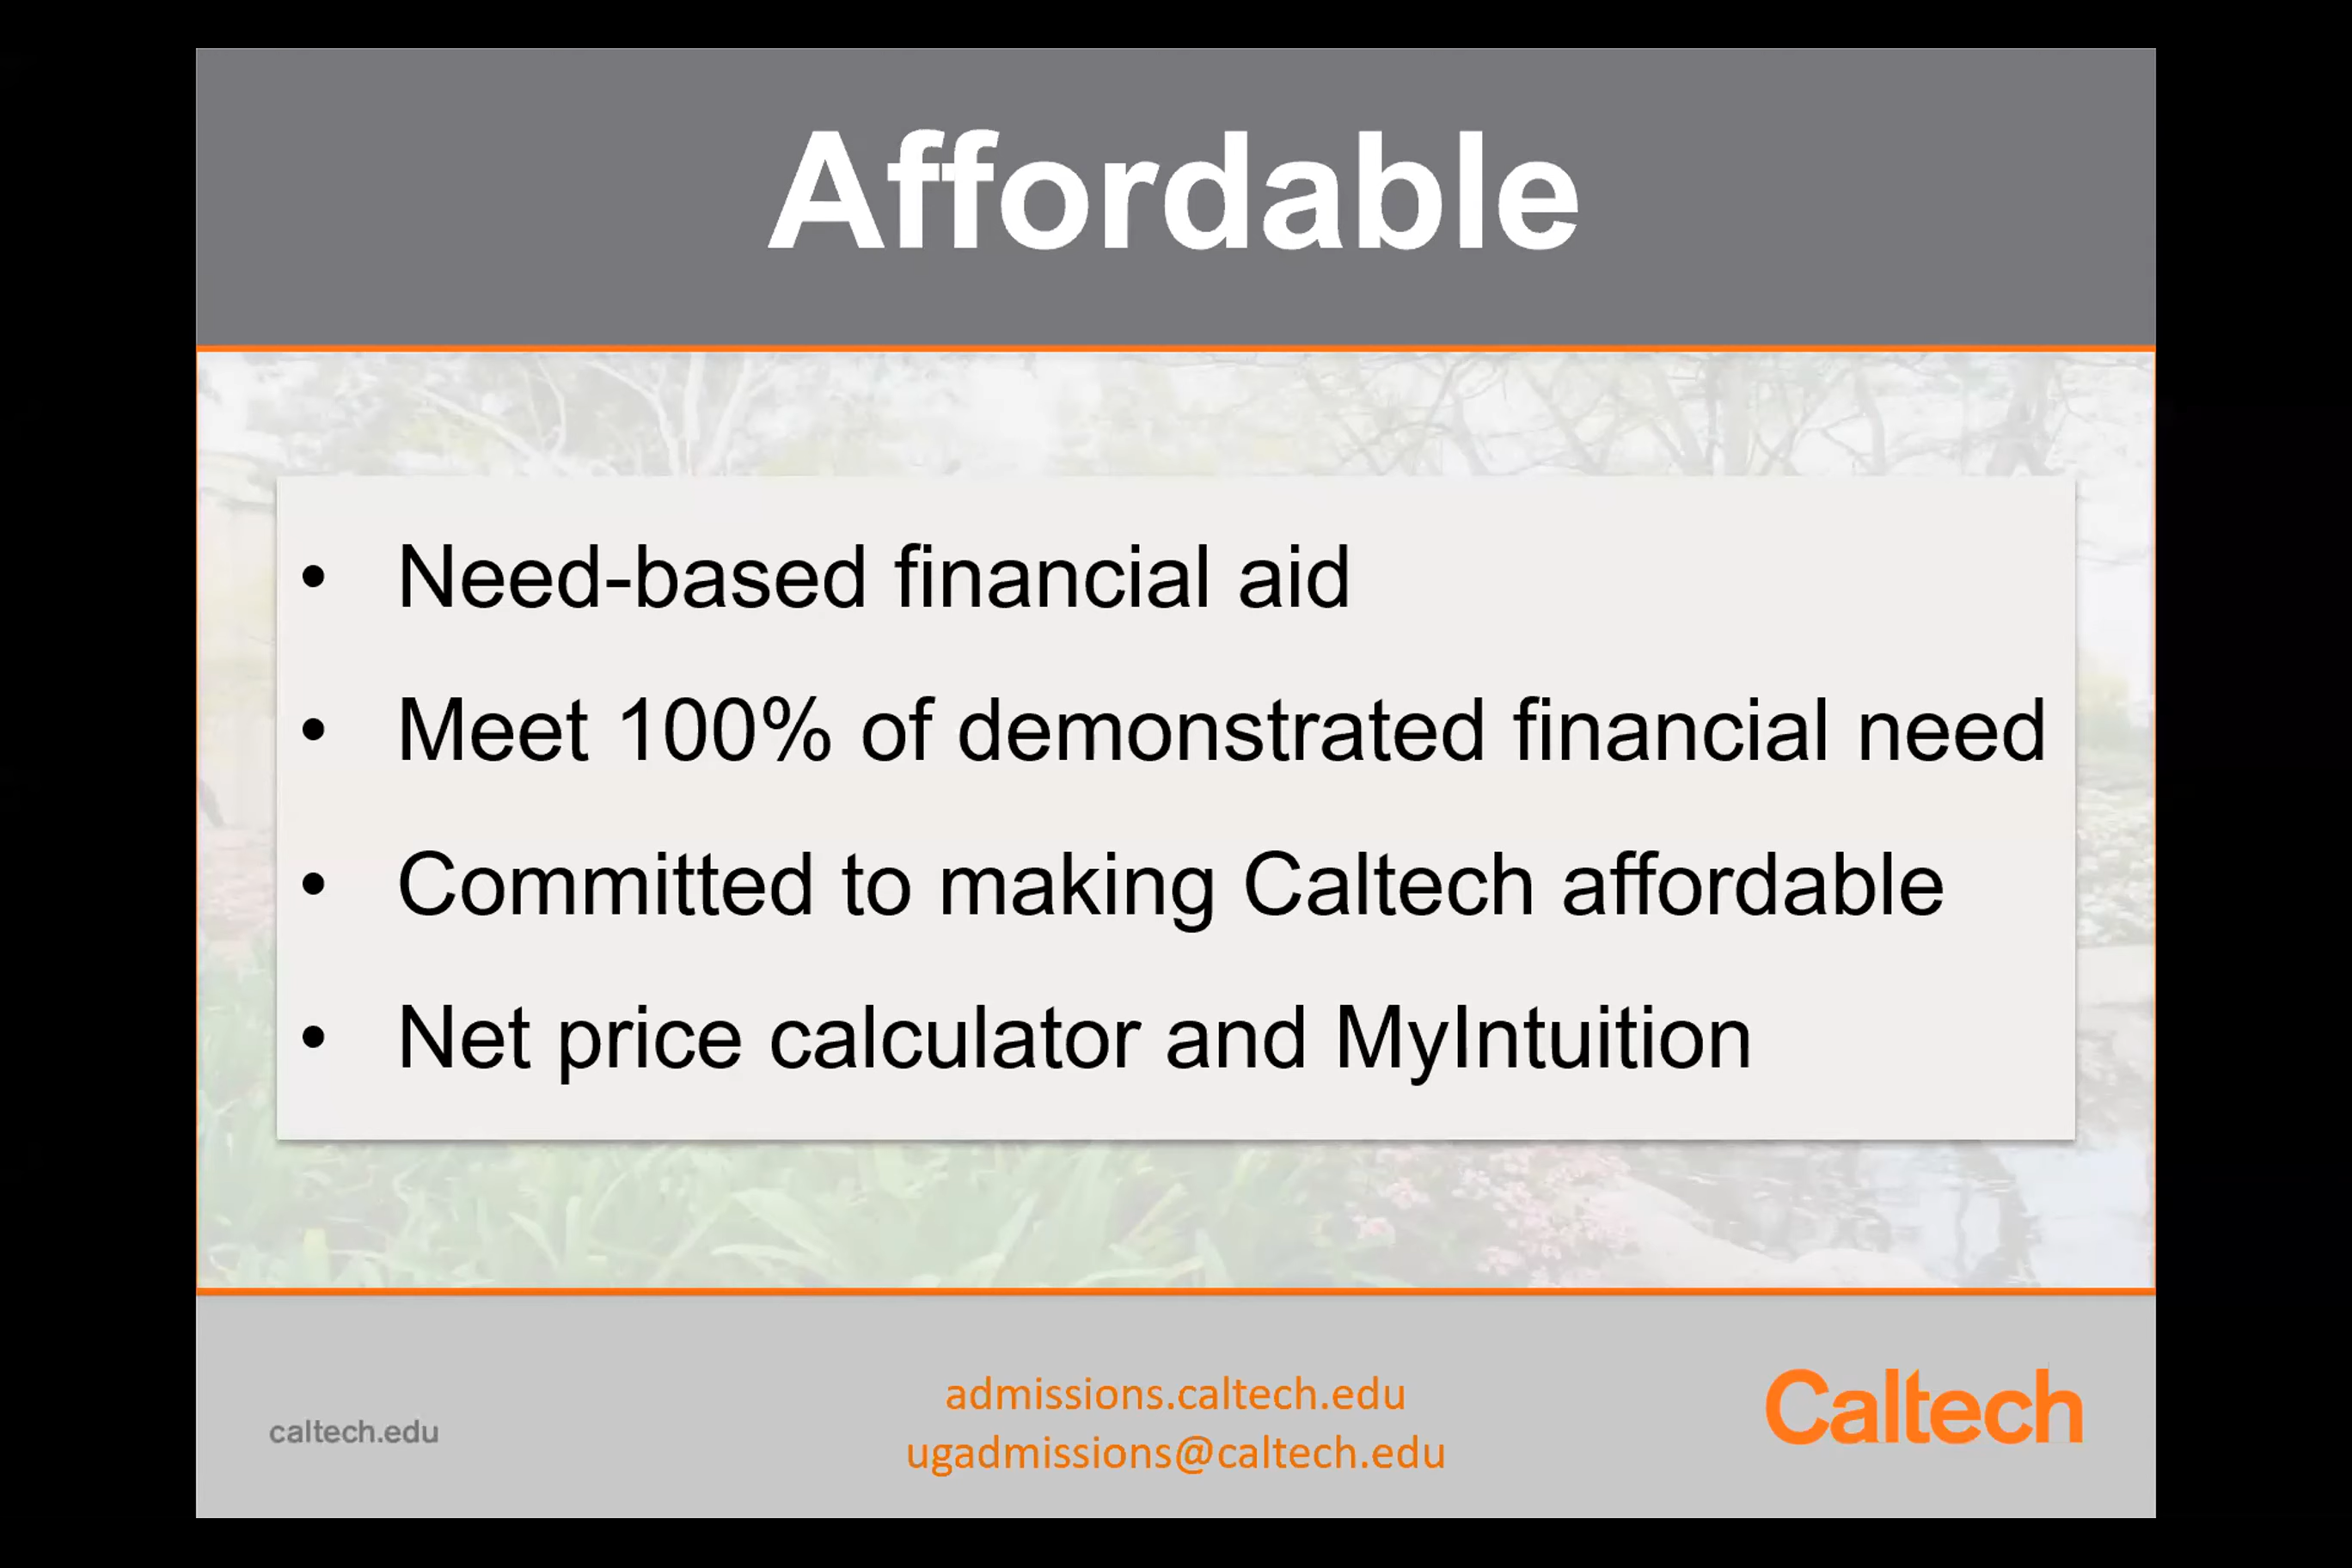 Affordable
• Need-based financial aid
• Meet 100% of demonstrated financial need
• Committed to making Caltech affordable
• Net price calculator and MyIntuition
admissions.caltech.edu
caltech.edu
ugadmissions@caltech.edu
Caltech